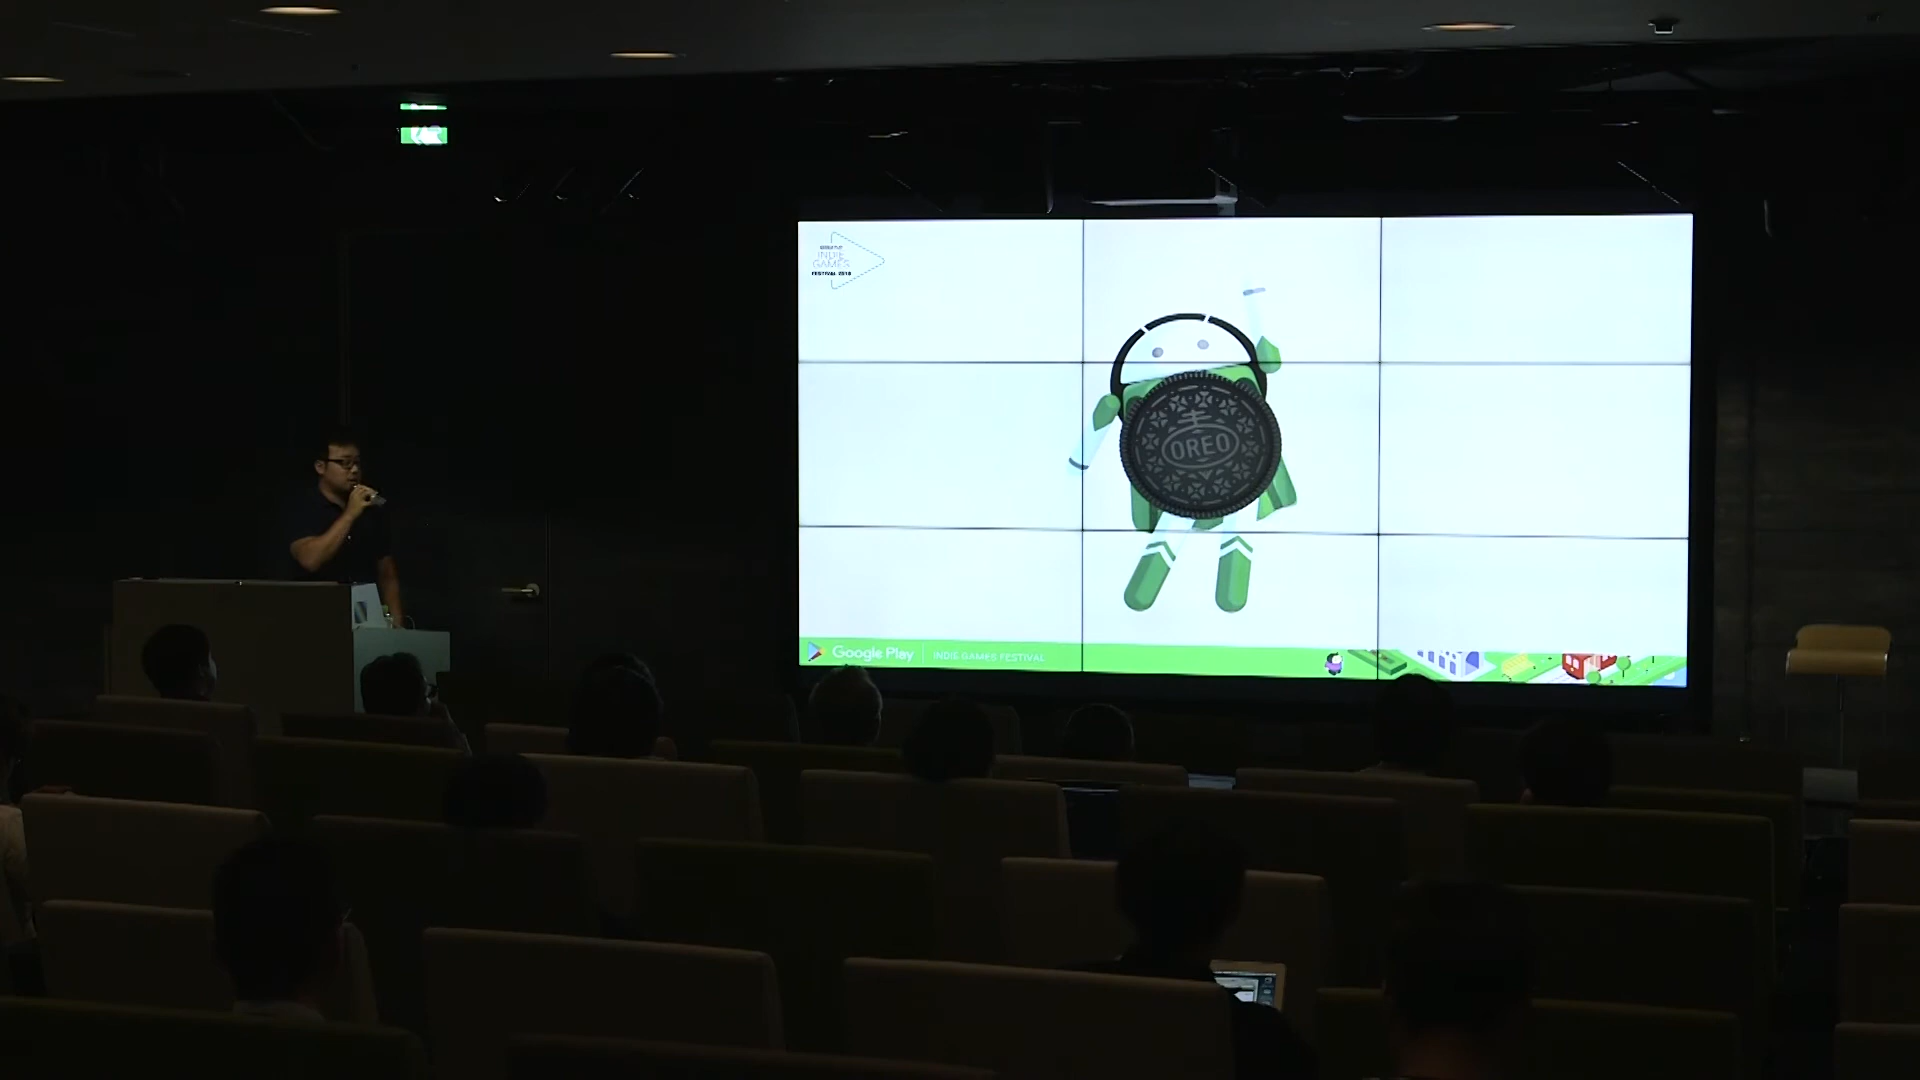 INDIE
GAMES
FESTIVAL 2018
OREO
Google Play
INDIE GAMES FESTIVAL